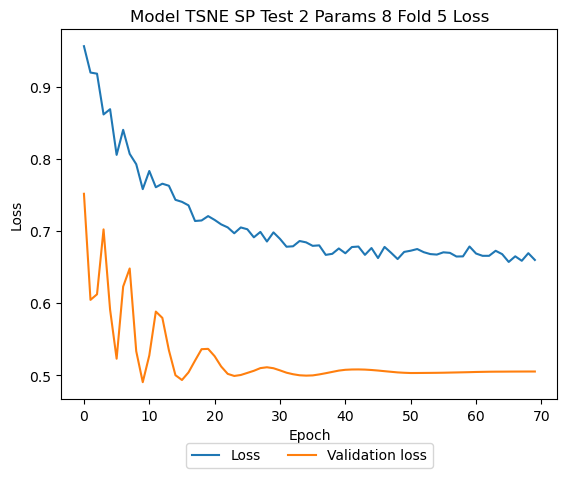 Model TSNE SP Test 2 Params 8 Fold 5 Loss
0.9
0.8
0.7
0.6
0.5
Loss
0 10 20 30 40 50 60 70
Epoch
Loss Validation loss